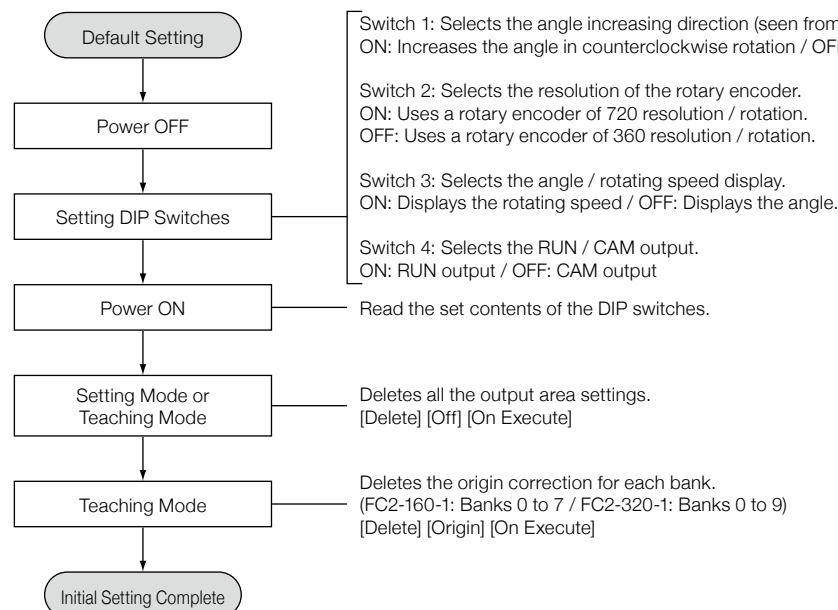 Default Setting
Power OFF
Setting DIP Switches
Switch 1: Selects the angle increasing direction (seen from
ON: Increases the angle in counterclockwise rotation / OFF
Switch 2: Selects the resolution of the rotary encoder.
ON: Uses a rotary encoder of 720 resolution / rotation.
OFF: Uses a rotary encoder of 360 resolution / rotation.
Switch 3: Selects the angle / rotating speed display.
ON: Displays the rotating speed / OFF: Displays the angle.
Switch 4: Selects the RUN / CAM output.
ON: RUN output / OFF: CAM output
Power ON
Read the set contents of the DIP switches.
Setting Mode or
Teaching Mode
Deletes all the output area settings.
[Delete] [Off] [On Execute]
Teaching Mode
Deletes the origin correction for each bank.
(FC2-160-1: Banks 0 to 7 / FC2-320-1: Banks 0 to 9)
[Delete] [Origin] [On Execute]
Initial Setting Complete